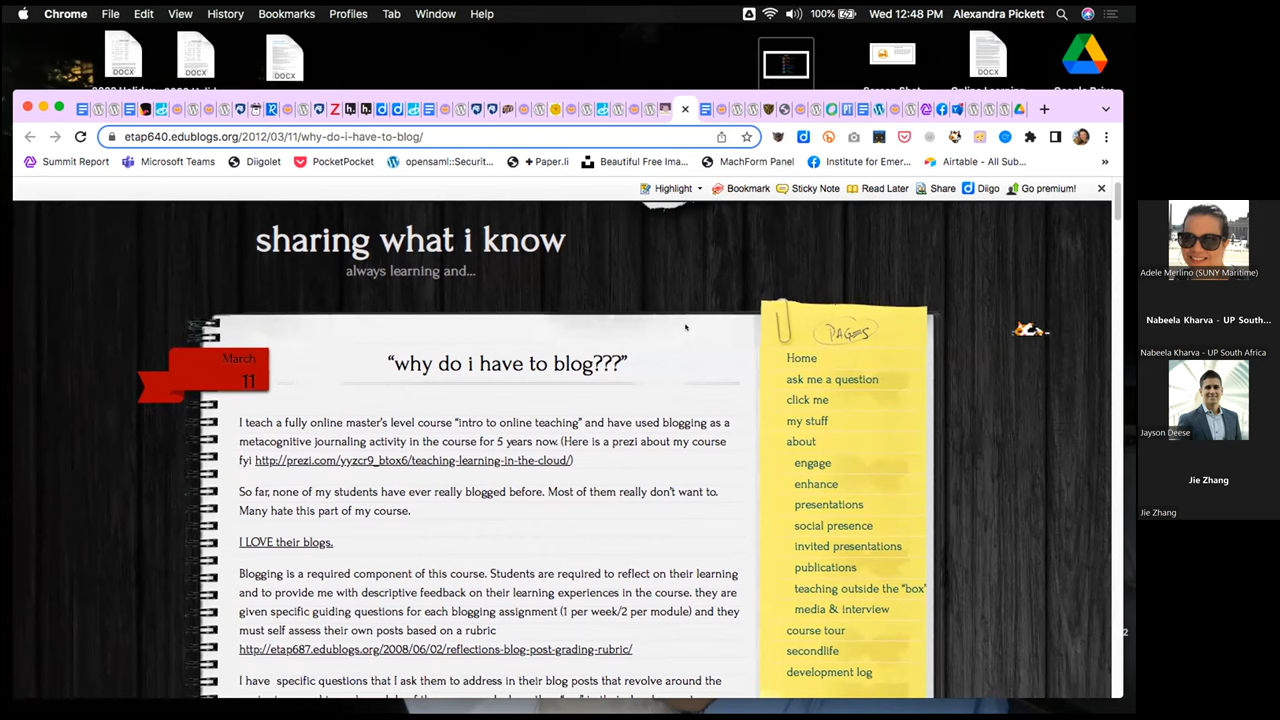 Chrome File Edit View History Bookmarks Profiles Tab Window Help 100% Wed 12:48 PM Alexandra Pickett
DOCX DOCX DOCX DOCX
etap640.edublogs.org/2012/03/11/why-do-i-have-to-blog/
Summit Report Microsoft Teams Diigolet PocketPocket opensaml::Securit... + Paper.li Beautiful Free Ima... MachForm Panel Institute for Emer... Airtable - All Sub...
Highlight Bookmark Sticky Note Read Later Share Diigo Go premium!
sharing what i know
always learning and...
March
11
“why do i have to blog???”
I teach a fully online master’s level course “intro to online teaching” and have used blogging as a
metacognitive journaling activity in the course for 5 years now. (Here is a prezi about my course
fyi http://prezi.com/yyzcr9_btox6/teaching-learning-in-the-cloud/)
So far, none of my students have ever really blogged before. Most of them really don’t want to.
Many hate this part of my course.
I LOVE their blogs.
Blogging is a required component of this course. Students are required to reflect on their learning
and to provide me with descriptive feedback on their learning experiences in the course. they are
given specific guiding questions for each blogging assignment (1 per week/2 per module) and they
must self assess their own posts based on a rubric
http://etap687.edublogs.org/2008/06/02/reflections-blog-post-grading-rubric/
I have specific questions that I ask them to address in their blog posts that revolve around the
PAGES
Home
ask me a question
click me
my stuff
about
engage
enhance
presentations
social presence
invited presentations
publications
teaching outside the “box”
media & interview
course tour
secondlife
development log
Adele Merlino (SUNY Maritime)
Nabeela Kharva - UP South...
Nabeela Kharva - UP South Africa
Jayson Deese
Jie Zhang
Jie Zhang